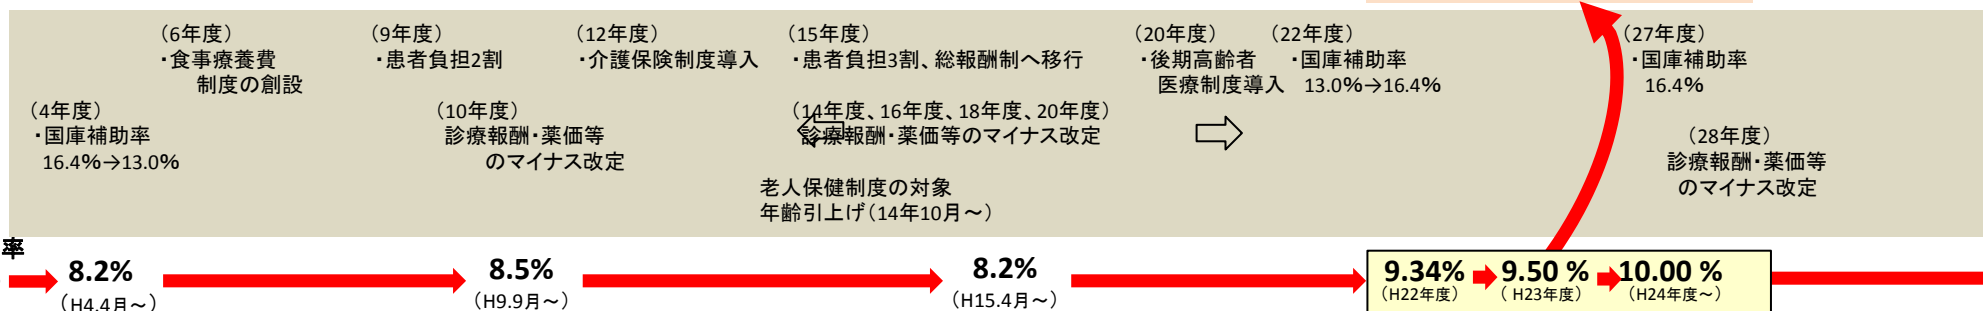 （6年度）
・食事療養費
制度の創設
（9年度）
・患者負担2割
（12年度）
・介護保険制度導入
（15年度）
・患者負担3割、総報酬制へ移行
（20年度）
・後期高齢者
医療制度導入
（22年度）
・国庫補助率
13.0%→16.4%
（27年度）
・国庫補助率
16.4%
（4年度）
・国庫補助率
16.4%→13.0%
（10年度）
診療報酬・薬価等
のマイナス改定
（14年度、16年度、18年度、20年度）
診療報酬・薬価等のマイナス改定
（28年度）
診療報酬・薬価等
のマイナス改定
老人保健制度の対象
年齢引上げ（14年10月～）
率
8.2%
（H4.4月～）
8.5%
（H9.9月～）
8.2%
（H15.4月～）
9.34%
（H22年度）
9.50 %
（ H23年度）
10.00 %
（H24年度～）